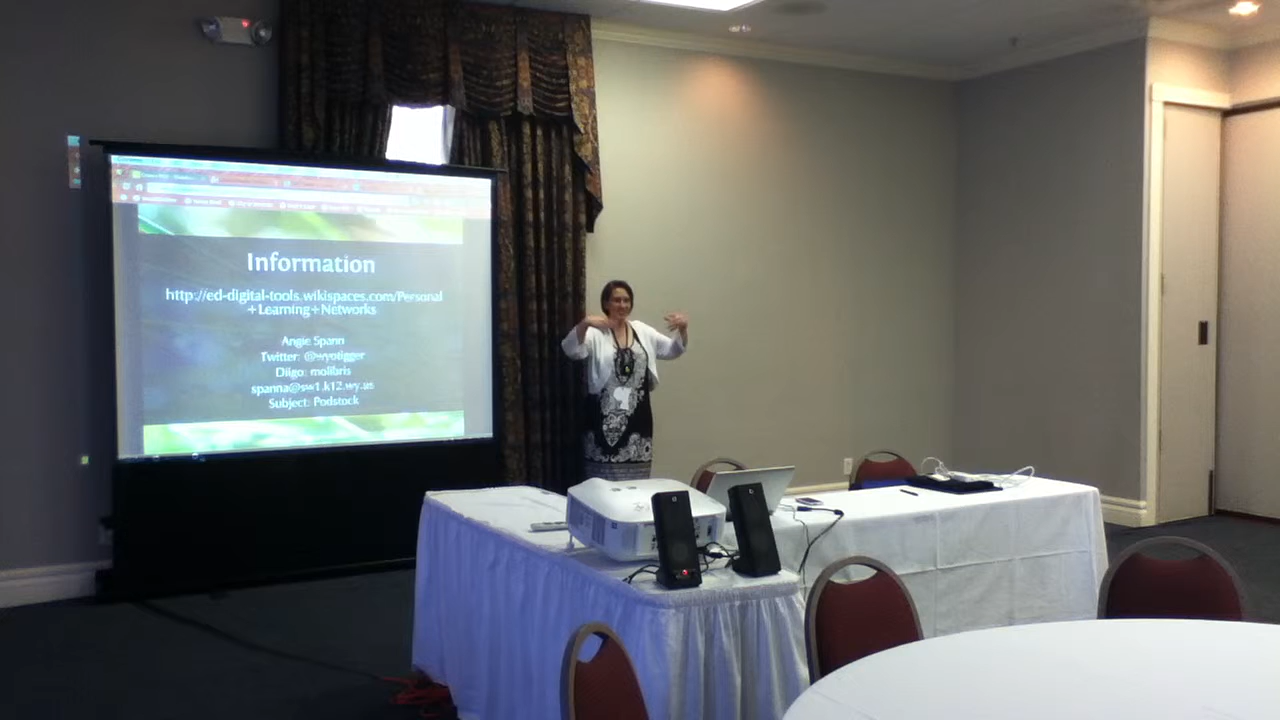 Information
http://ed-digital-tools.wikispaces.com/Personal
+Learning+Networks
Angie Spann
Twitter: @wyotigger
Diigo: molibris
spanna@sw1.k12.wy.us
Subject: Podstock